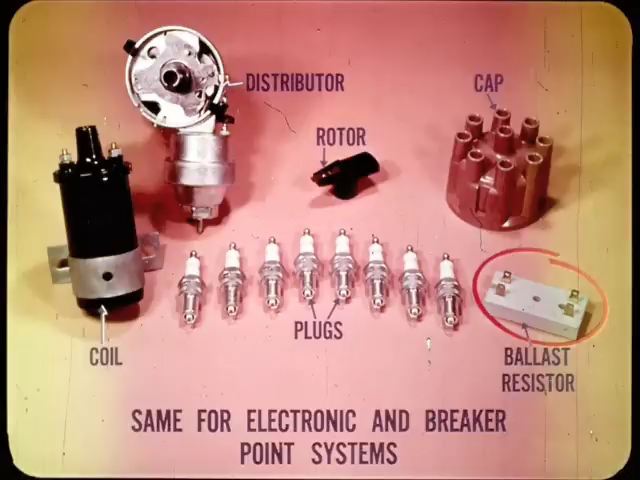 DISTRIBUTOR
CAP
ROTOR
PLUGS
COIL
BALLAST
RESISTOR
SAME FOR ELECTRONIC AND BREAKER
POINT SYSTEMS